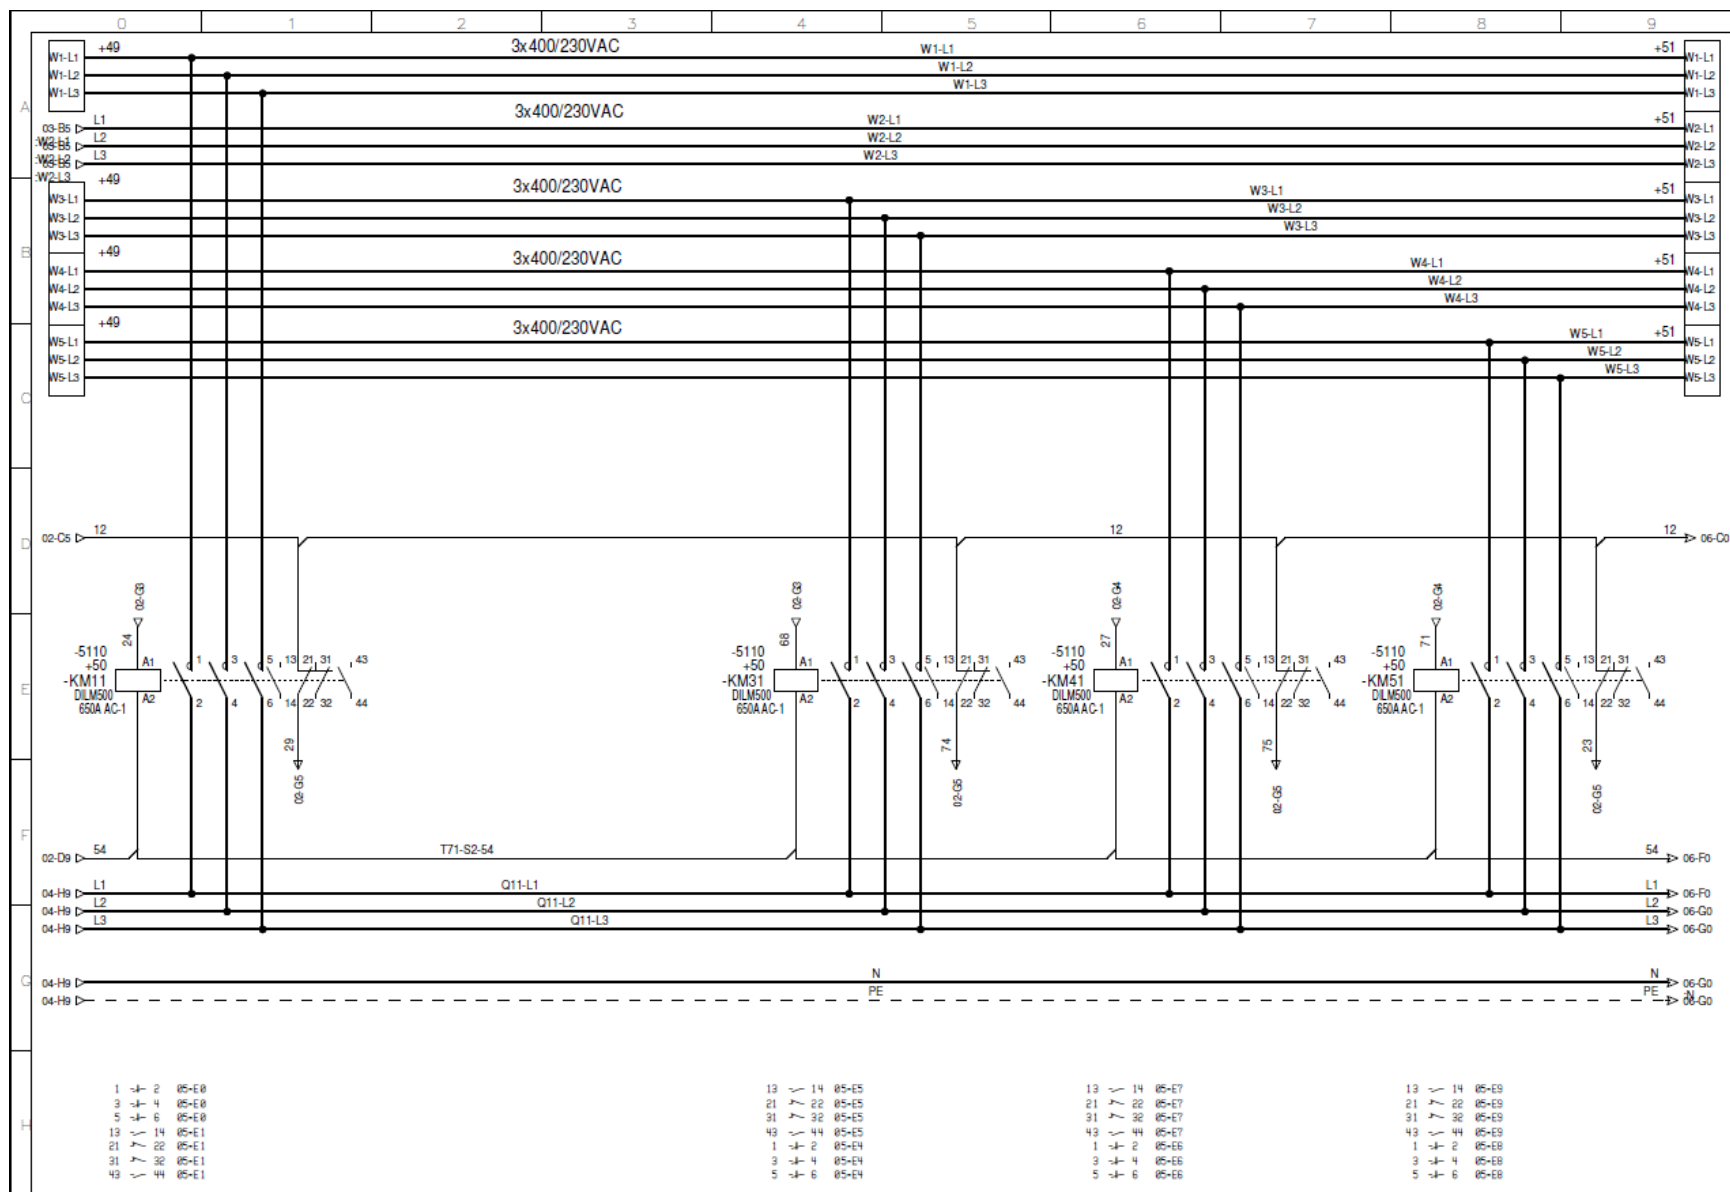 0 1 2 3 4 5 6 7 8 9
+49 3x400/230VAC W1-L1 +51
W1-L1 W1-L1
W1-L2 W1-L2 W1-L2
W1-L3 W1-L3 W1-L3
A
3x400/230VAC
L1 W2-L1 +51
03-B5 W2-L1
:W2-L1 L2 W2-L2
03-B5 W2-L2
:W2-L2 L3 W2-L3
03-B5 W2-L3
:W2-L3
+49 3x400/230VAC W3-L1 +51
W3-L1 W3-L1
W3-L2 W3-L2 W3-L2
W3-L3 W3-L3 W3-L3
B
+49 3x400/230VAC W4-L1 +51
W4-L1 W4-L1
W4-L2 W4-L2 W4-L2
W4-L3 W4-L3 W4-L3
+49 3x400/230VAC W5-L1 +51
W5-L1 W5-L1
W5-L2 W5-L2 W5-L2
W5-L3 W5-L3 W5-L3
C
12 12 12
D 02-C5 06-C0
02-G3 02-G3 02-G4 02-G4
24 68 27 71
-5110 -5110 -5110 -5110
+50 A1 1 3 5 13 21 31 43 +50 A1 1 3 5 13 21 31 43 +50 A1 1 3 5 13 21 31 43 +50 A1 1 3 5 13 21 31 43
E -KM11 -KM31 -KM41 -KM51
DILM500 A2 2 4 6 14 22 32 44 DILM500 A2 2 4 6 14 22 32 44 DILM500 A2 2 4 6 14 22 32 44 DILM500 A2 2 4 6 14 22 32 44
650A AC-1 650A AC-1 650A AC-1 650A AC-1
29 74 75 23
02-G5 02-G5 02-G5 02-G5
F
54 T71-S2-54 54
02-D9 06-F0
L1 Q11-L1 L1
04-H9 06-F0
L2 Q11-L2 L2
04-H9 06-G0
L3 Q11-L3 L3
04-H9 06-G0
G
N N
04-H9 06-G0
PE PE :N
04-H9 06-G0
H
1 2 05-E0
3 4 05-E0
5 6 05-E0
13 14 05-E1
21 22 05-E1
31 32 05-E1
43 44 05-E1
13 14 05-E5
21 22 05-E5
31 32 05-E5
43 44 05-E5
1 2 05-E4
3 4 05-E4
5 6 05-E4
13 14 05-E7
21 22 05-E7
31 32 05-E7
43 44 05-E7
1 2 05-E6
3 4 05-E6
5 6 05-E6
13 14 05-E9
21 22 05-E9
31 32 05-E9
43 44 05-E9
1 2 05-E8
3 4 05-E8
5 6 05-E8